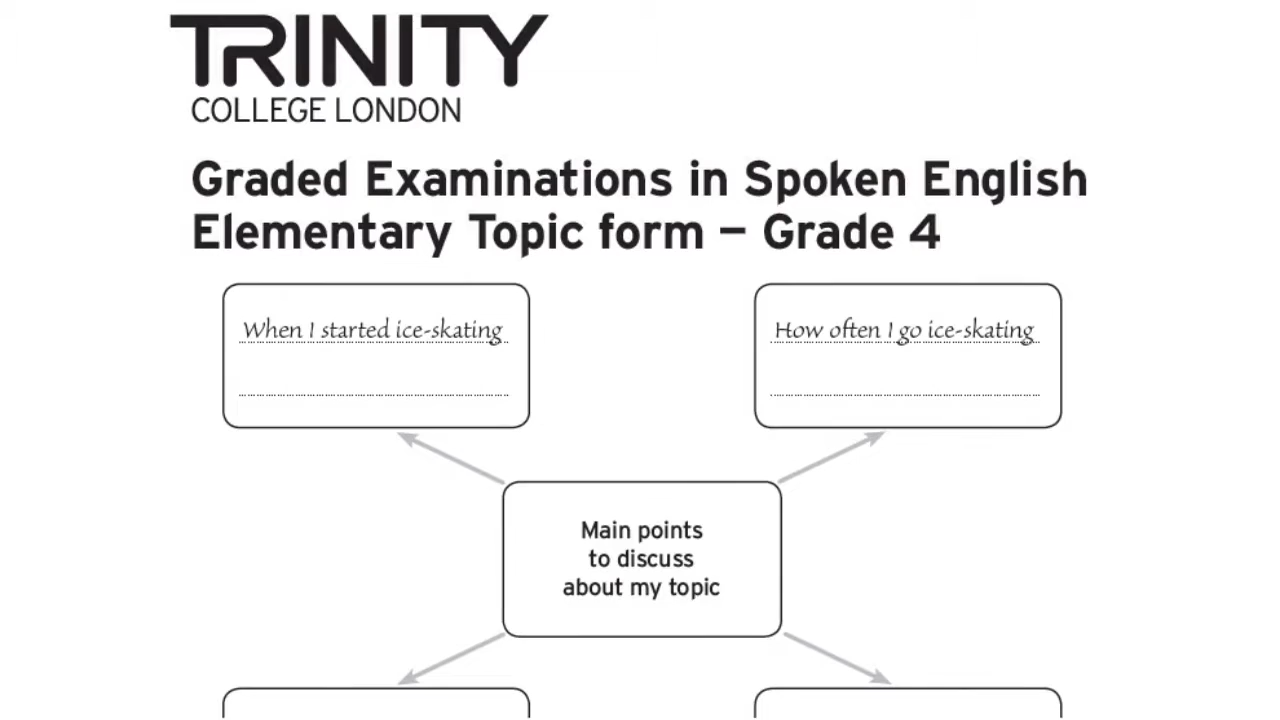 TRINITY
COLLEGE LONDON
Graded Examinations in Spoken English
Elementary Topic form — Grade 4
When I started ice-skating
How often I go ice-skating
Main points
to discuss
about my topic